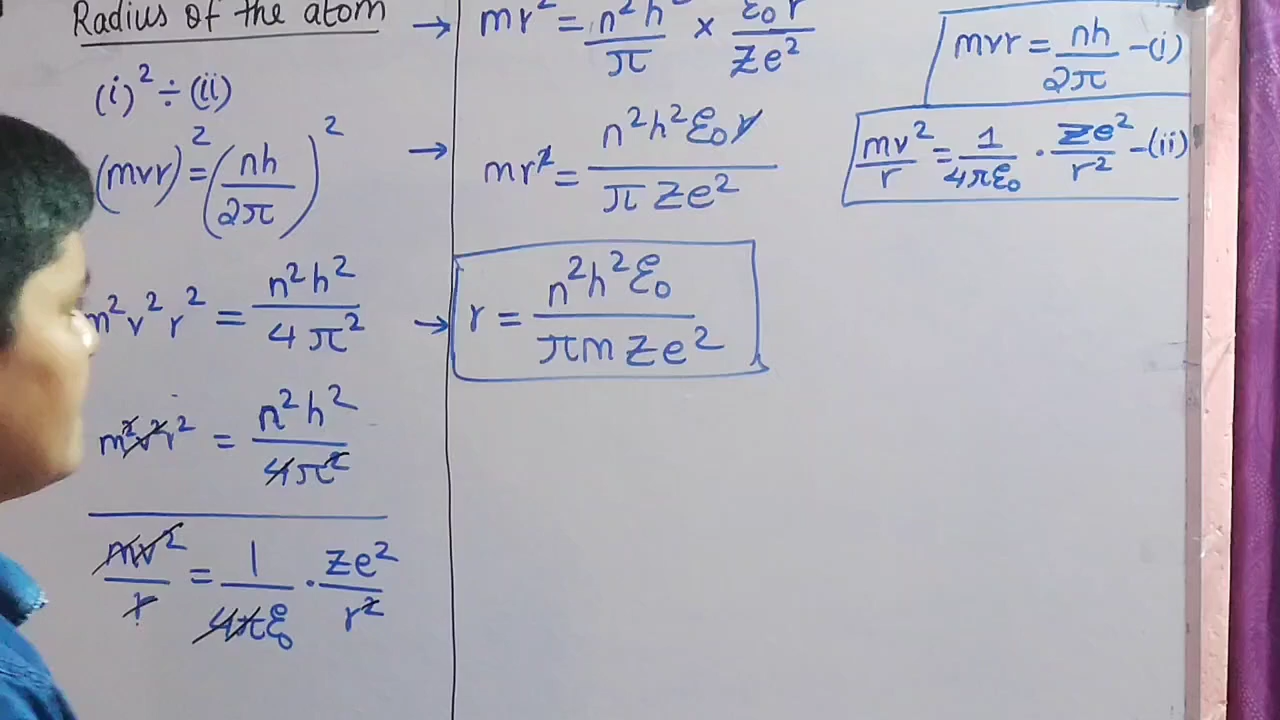 Radius of the atom
(i)² ÷ (ii)
(mvr)² = (nh/2π)²
m²v²r² = n²h²/4π²
m²v²r² = n²h²/4π²
mv²/r = 1/4πε₀ · ze²/r²
→ mr² = n²h²/π × ε₀r/ze²
→ mr² = n²h²ε₀r/πze²
→ r = n²h²ε₀/πmze²
mvr = nh/2π -(i)
mv²/r = 1/4πε₀ · ze²/r² -(ii)